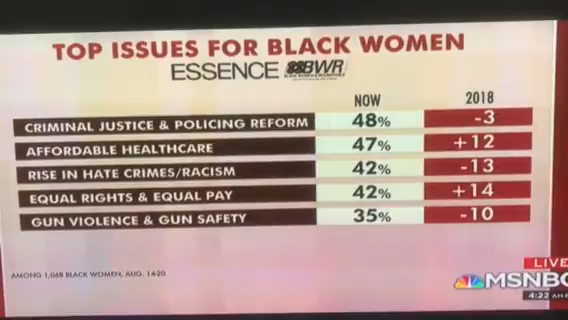 TOP ISSUES FOR BLACK WOMEN
ESSENCE BWR
NOW 2018
CRIMINAL JUSTICE & POLICING REFORM 48% -3
AFFORDABLE HEALTHCARE 47% +12
RISE IN HATE CRIMES/RACISM 42% -13
EQUAL RIGHTS & EQUAL PAY 42% +14
GUN VIOLENCE & GUN SAFETY 35% -10
AMONG 1,068 BLACK WOMEN, AUG. 14-20
LIVE
MSNBC
4:22 AM